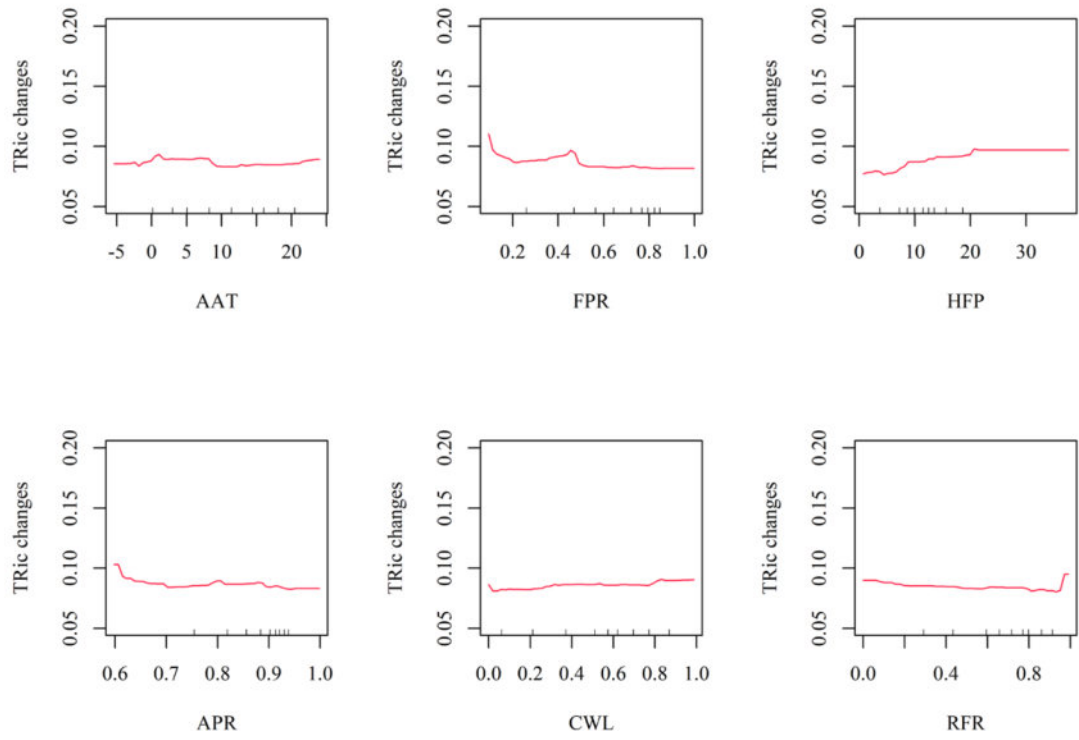 TRic changes
0.05 0.10 0.15 0.20
-5 0 5 10 20
AAT
TRic changes
0.05 0.10 0.15 0.20
0.2 0.4 0.6 0.8 1.0
FPR
TRic changes
0.05 0.10 0.15 0.20
0 10 20 30
HFP
TRic changes
0.05 0.10 0.15 0.20
0.6 0.7 0.8 0.9 1.0
APR
TRic changes
0.05 0.10 0.15 0.20
0.0 0.2 0.4 0.6 0.8 1.0
CWL
TRic changes
0.05 0.10 0.15 0.20
0.0 0.4 0.8
RFR